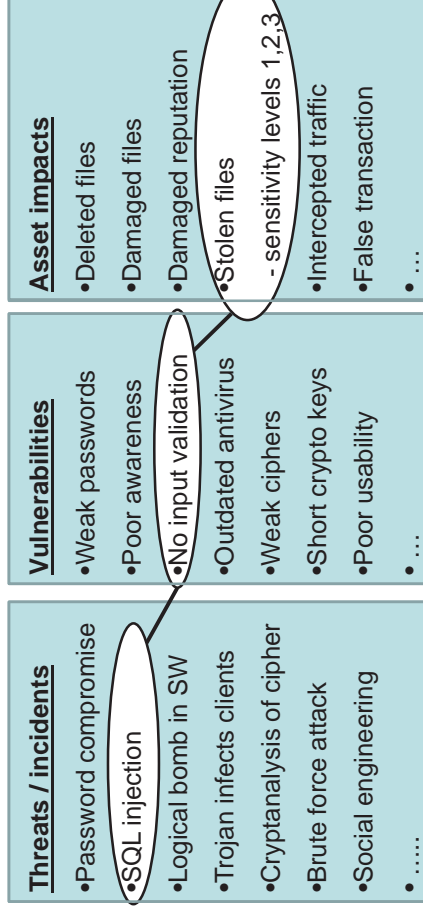 Threats / incidents
•Password compromise
•SQL injection
•Logical bomb in SW
•Trojan infects clients
•Cryptanalysis of cipher
•Brute force attack
•Social engineering
• …..
Vulnerabilities
•Weak passwords
•Poor awareness
•No input validation
•Outdated antivirus
•Weak ciphers
•Short crypto keys
•Poor usability
• …
Asset impacts
•Deleted files
•Damaged files
•Damaged reputation
•Stolen files
- sensitivity levels 1,2,3
•Intercepted traffic
•False transaction
• …